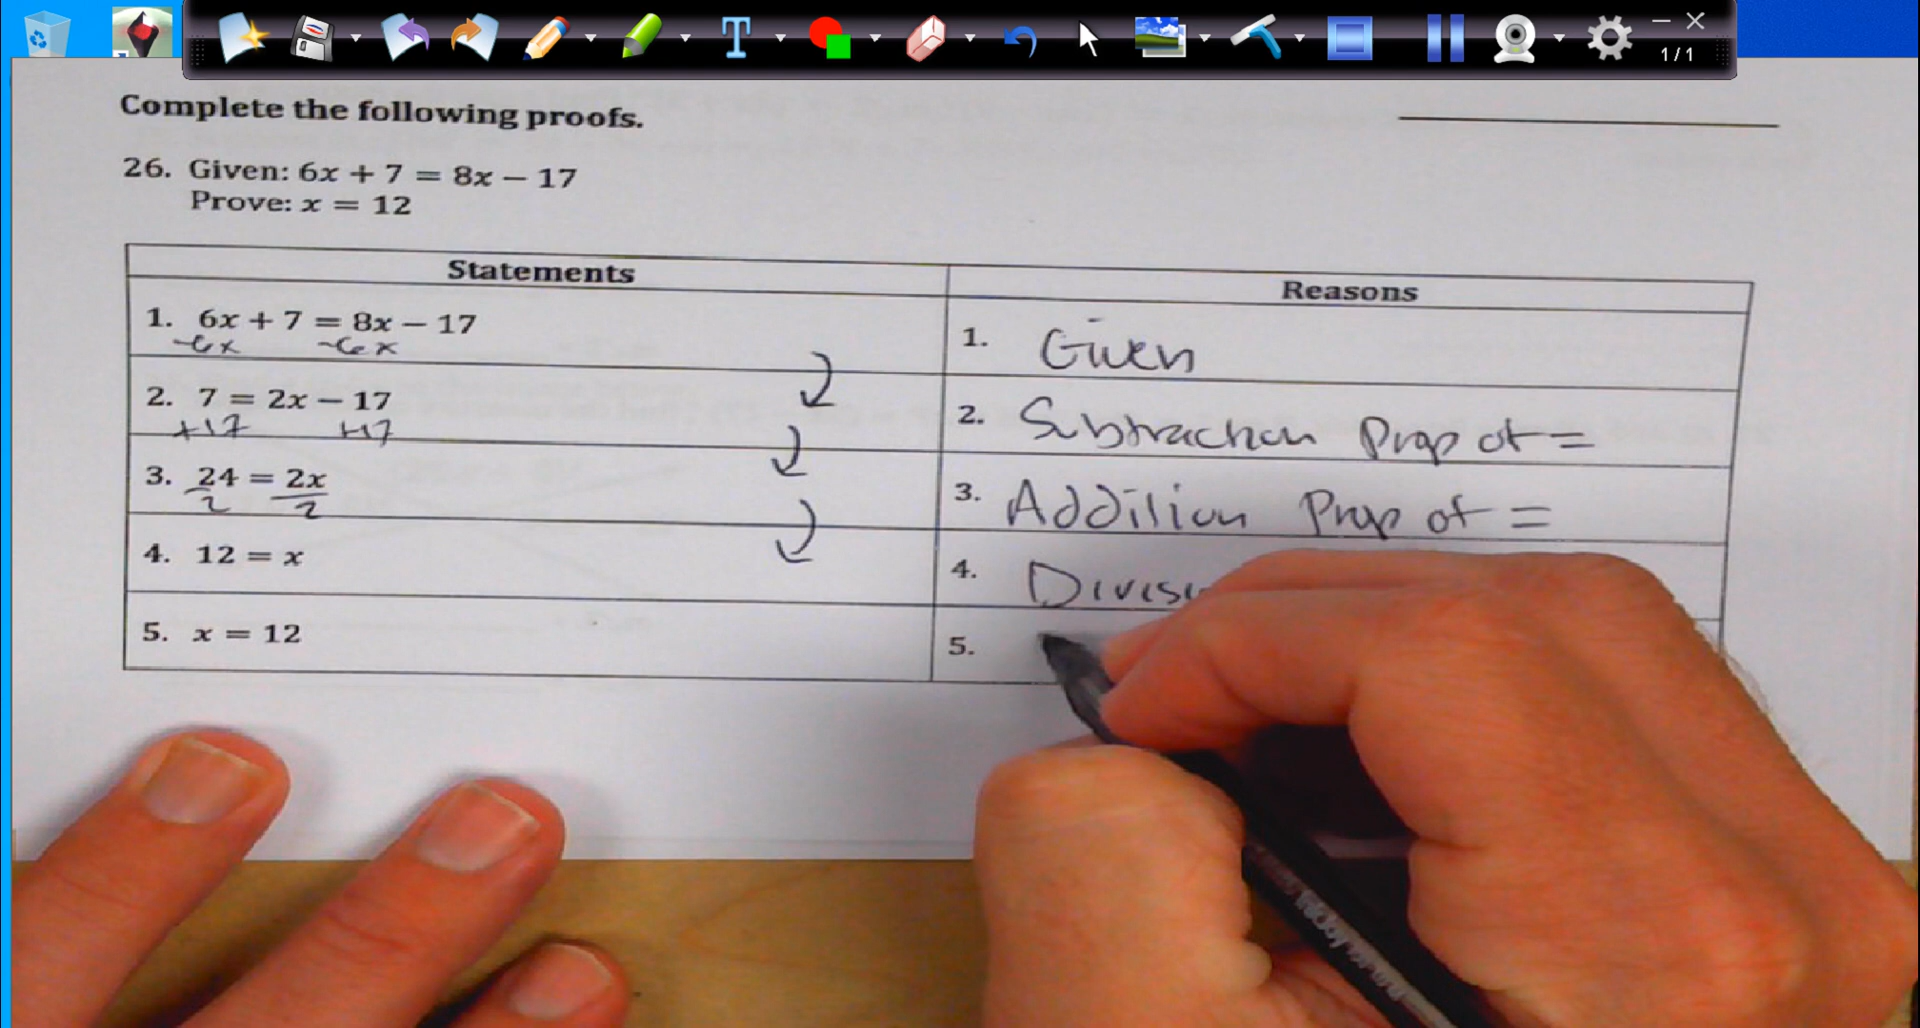 T
1/1
Complete the following proofs.
26. Given: 6x + 7 = 8x − 17
Prove: x = 12
Statements
Reasons
1. 6x + 7 = 8x − 17
-6x -6x
1. Given
2. 7 = 2x − 17
+17 +17
2. Subtraction Prop of =
3. 24 = 2x
2 2
3. Addition Prop of =
4. 12 = x
4. Divisi
5. x = 12
5.